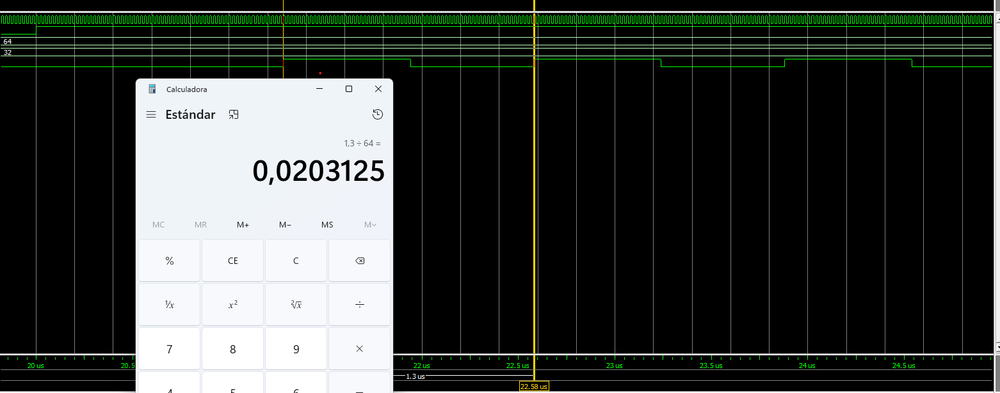 64
32
Calculadora
Estándar
1,3 ÷ 64 =
0,0203125
MC MR M+ M− MS M
% CE C
¹⁄x x² ²√x ÷
7 8 9 ×
4 5 6 −
20 us 20.5 22 us 22.5 us 23 us 23.5 us 24 us 24.5 us
1.3 us
22.58 us